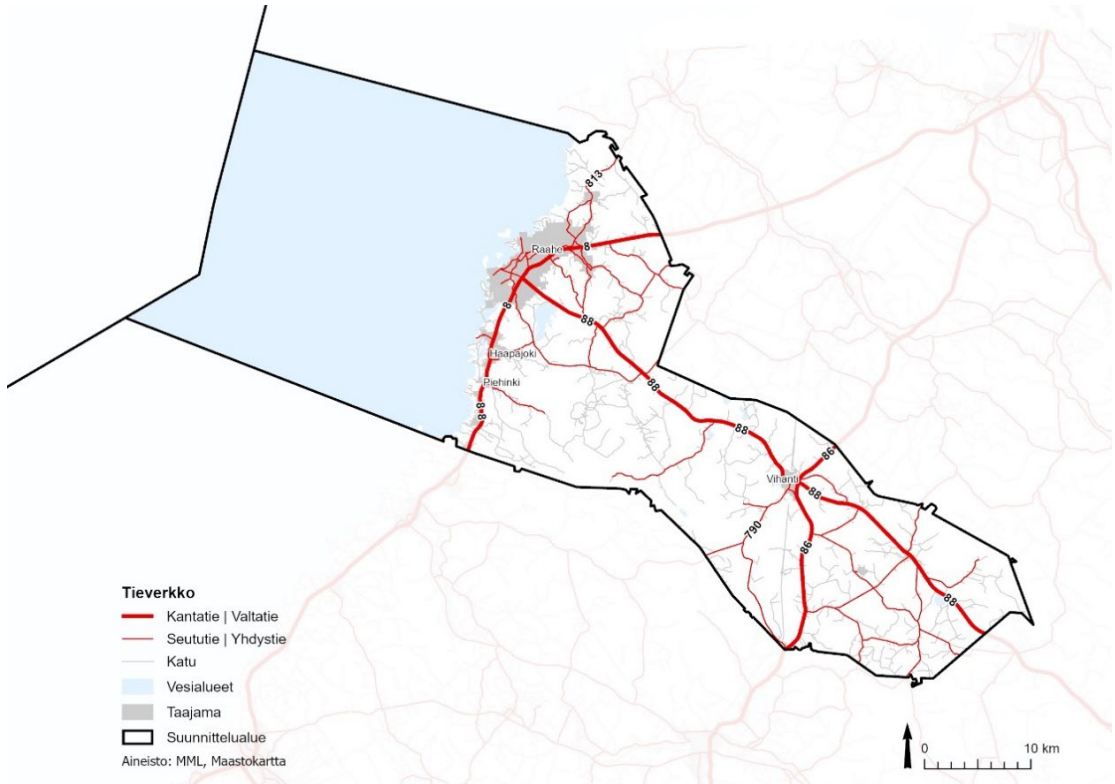 813
Raahe
8
8
88
Haapajoki
Piehinki
8
8
88
88
86
Vihanti
88
790
86
88
Tieverkko
Kantatie | Valtatie
Seututie | Yhdystie
Katu
Vesialueet
Taajama
Suunnittelualue
Aineisto: MML, Maastokartta
0 10 km